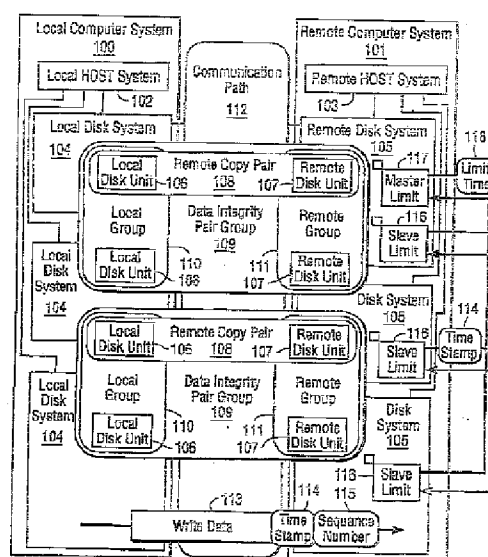 Local Computer System
100
Local HOST System
102
Communication
Path
112
Remote Computer System
101
Remote HOST System
103
Local Disk System
104
Remote Disk System
105
118
117
Limit
Time
Master
Limit
Local
Disk Unit
106
Remote Copy Pair
108
107
Remote
Disk Unit
116
Slave
Limit
Local
Group
Data Integrity
Pair Group
109
Remote
Group
Local
Disk Unit
106
110
111
Remote
Disk Unit
107
Local Disk
System
104
Disk
System
105
114
Time
Stamp
116
Slave
Limit
Local
Disk Unit
106
Remote Copy Pair
108
107
Remote
Disk Unit
Local
Group
Data Integrity
Pair Group
109
Remote
Group
Local
Disk Unit
106
110
111
Remote
Disk Unit
107
Local Disk
System
104
Disk
System
105
116
Slave
Limit
113
114
115
Write Data
Time
Stamp
Sequence
Number